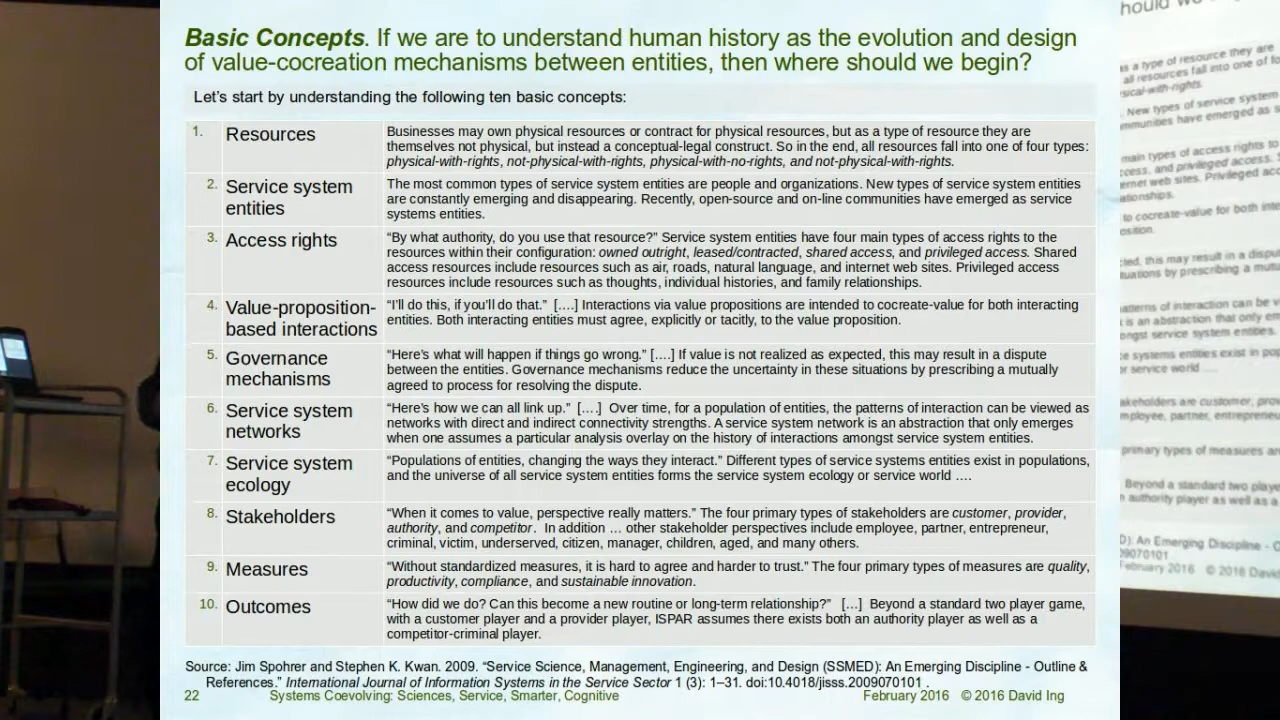 Basic Concepts. If we are to understand human history as the evolution and design
of value-cocreation mechanisms between entities, then where should we begin?
Let’s start by understanding the following ten basic concepts:
1. Resources
Businesses may own physical resources or contract for physical resources, but as a type of resource they are
themselves not physical, but instead a conceptual-legal construct. So in the end, all resources fall into one of four types:
physical-with-rights, not-physical-with-rights, physical-with-no-rights, and not-physical-with-rights.
2. Service system
entities
The most common types of service system entities are people and organizations. New types of service system entities
are constantly emerging and disappearing. Recently, open-source and on-line communities have emerged as service
systems entities.
3. Access rights
“By what authority, do you use that resource?” Service system entities have four main types of access rights to the
resources within their configuration: owned outright, leased/contracted, shared access, and privileged access. Shared
access resources include resources such as air, roads, natural language, and internet web sites. Privileged access
resources include resources such as thoughts, individual histories, and family relationships.
4. Value-proposition-
based interactions
“I’ll do this, if you’ll do that.” [….] Interactions via value propositions are intended to cocreate-value for both interacting
entities. Both interacting entities must agree, explicitly or tacitly, to the value proposition.
5. Governance
mechanisms
“Here’s what will happen if things go wrong.” [….] If value is not realized as expected, this may result in a dispute
between the entities. Governance mechanisms reduce the uncertainty in these situations by prescribing a mutually
agreed to process for resolving the dispute.
6. Service system
networks
“Here’s how we can all link up.” [….] Over time, for a population of entities, the patterns of interaction can be viewed as
networks with direct and indirect connectivity strengths. A service system network is an abstraction that only emerges
when one assumes a particular analysis overlay on the history of interactions amongst service system entities.
7. Service system
ecology
“Populations of entities, changing the ways they interact.” Different types of service systems entities exist in populations,
and the universe of all service system entities forms the service system ecology or service world ….
8. Stakeholders
“When it comes to value, perspective really matters.” The four primary types of stakeholders are customer, provider,
authority, and competitor. In addition … other stakeholder perspectives include employee, partner, entrepreneur,
criminal, victim, underserved, citizen, manager, children, aged, and many others.
9. Measures
“Without standardized measures, it is hard to agree and harder to trust.” The four primary types of measures are quality,
productivity, compliance, and sustainable innovation.
10. Outcomes
“How did we do? Can this become a new routine or long-term relationship?” […] Beyond a standard two player game,
with a customer player and a provider player, ISPAR assumes there exists both an authority player as well as a
competitor-criminal player.
Source: Jim Spohrer and Stephen K. Kwan. 2009. “Service Science, Management, Engineering, and Design (SSMED): An Emerging Discipline - Outline &
References.” International Journal of Information Systems in the Service Sector 1 (3): 1–31. doi:10.4018/jisss.2009070101 .
22 Systems Coevolving: Sciences, Service, Smarter, Cognitive February 2016 © 2016 David Ing